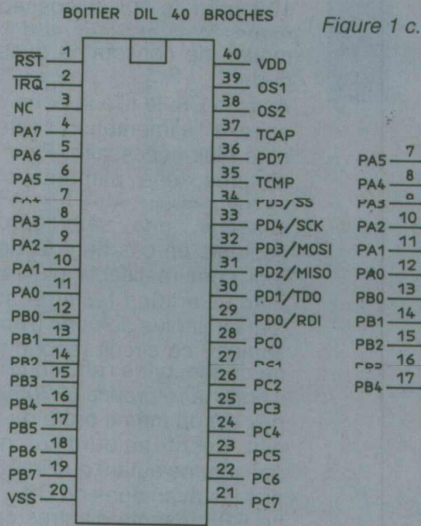 BOITIER DIL 40 BROCHES
Figure 1 c.
RST 1
IRQ 2
NC 3
PA7 4
PA6 5
PA5 6
7
PA3 8
PA2 9
PA1 10
PA0 11
PB0 12
PB1 13
PB2 14
PB3 15
PB4 16
PB5 17
PB6 18
PB7 19
VSS 20
40 VDD
39 OS1
38 OS2
37 TCAP
36 PD7
35 TCMP
34 PD5/SS
33 PD4/SCK
32 PD3/MOSI
31 PD2/MISO
30 PD1/TDO
29 PD0/RDI
28 PC0
27
26 PC2
25 PC3
24 PC4
23 PC5
22 PC6
21 PC7
PA5 7
PA4 8
PA3 9
PA2 10
PA1 11
PA0 12
PB0 13
PB1 14
PB2 15
16
PB4 17